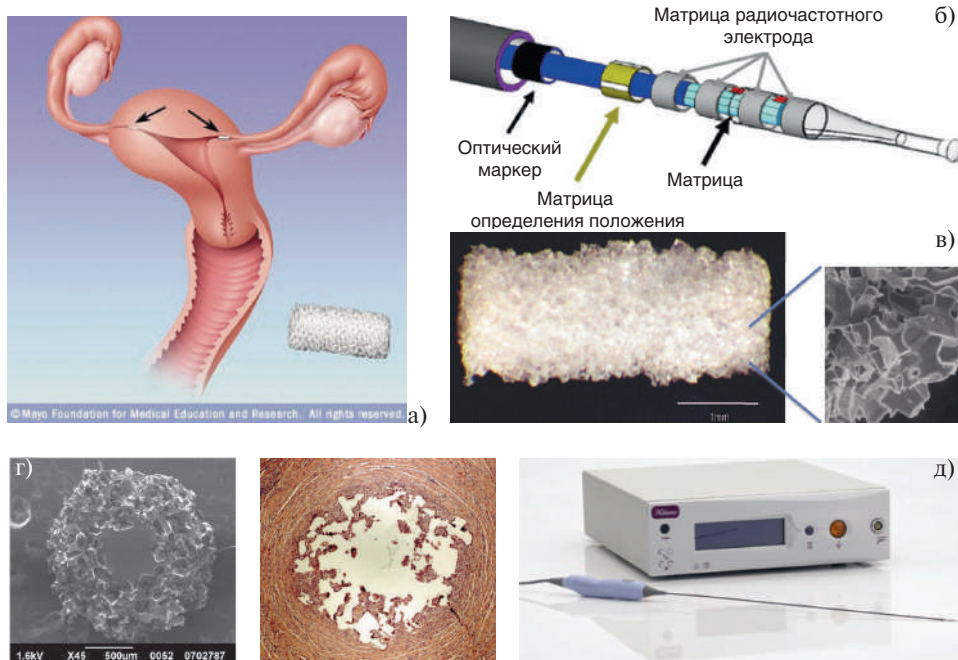 ©Mayo Foundation for Medical Education and Research. All rights reserved.
а)
б)
Матрица радиочастотного
электрода
Оптический
маркер
Матрица
Матрица
определения положения
в)
1mm
г)
1.6kV X45 500µm 0052 0702787
д)